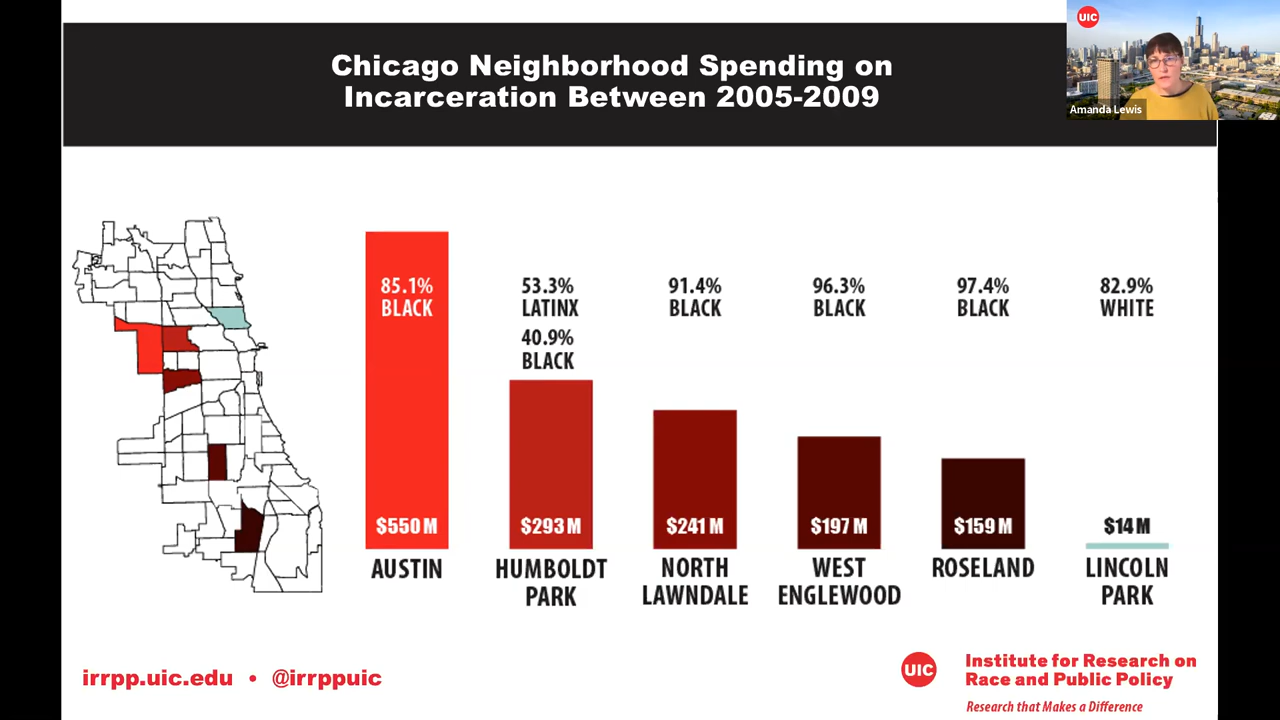 Chicago Neighborhood Spending on
Incarceration Between 2005-2009
UIC
Amanda Lewis
85.1%
BLACK
53.3%
LATINX
40.9%
BLACK
91.4%
BLACK
96.3%
BLACK
97.4%
BLACK
82.9%
WHITE
$550 M
$293 M
$241 M
$197 M
$159 M
$14 M
AUSTIN
HUMBOLDT
PARK
NORTH
LAWNDALE
WEST
ENGLEWOOD
ROSELAND
LINCOLN
PARK
irrpp.uic.edu • @irrppuic
UIC
Institute for Research on
Race and Public Policy
Research that Makes a Difference